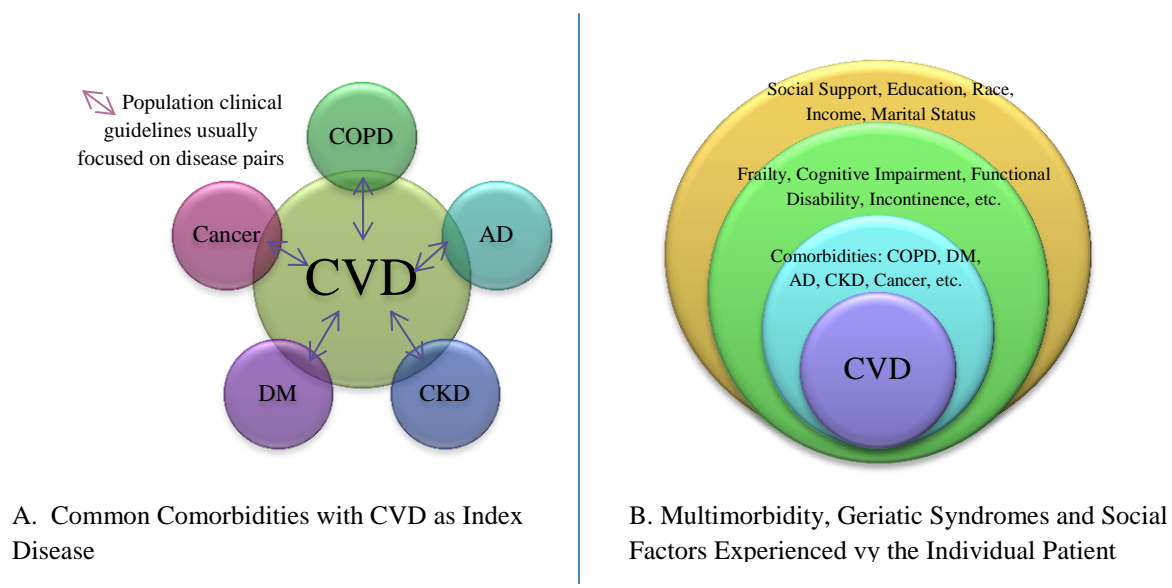 Population clinical
guidelines usually
focused on disease pairs
COPD
Cancer
AD
CVD
DM
CKD
A. Common Comorbidities with CVD as Index
Disease
Social Support, Education, Race,
Income, Marital Status
Frailty, Cognitive Impairment, Functional
Disability, Incontinence, etc.
Comorbidities: COPD, DM,
AD, CKD, Cancer, etc.
CVD
B. Multimorbidity, Geriatic Syndromes and Social
Factors Experienced vy the Individual Patient